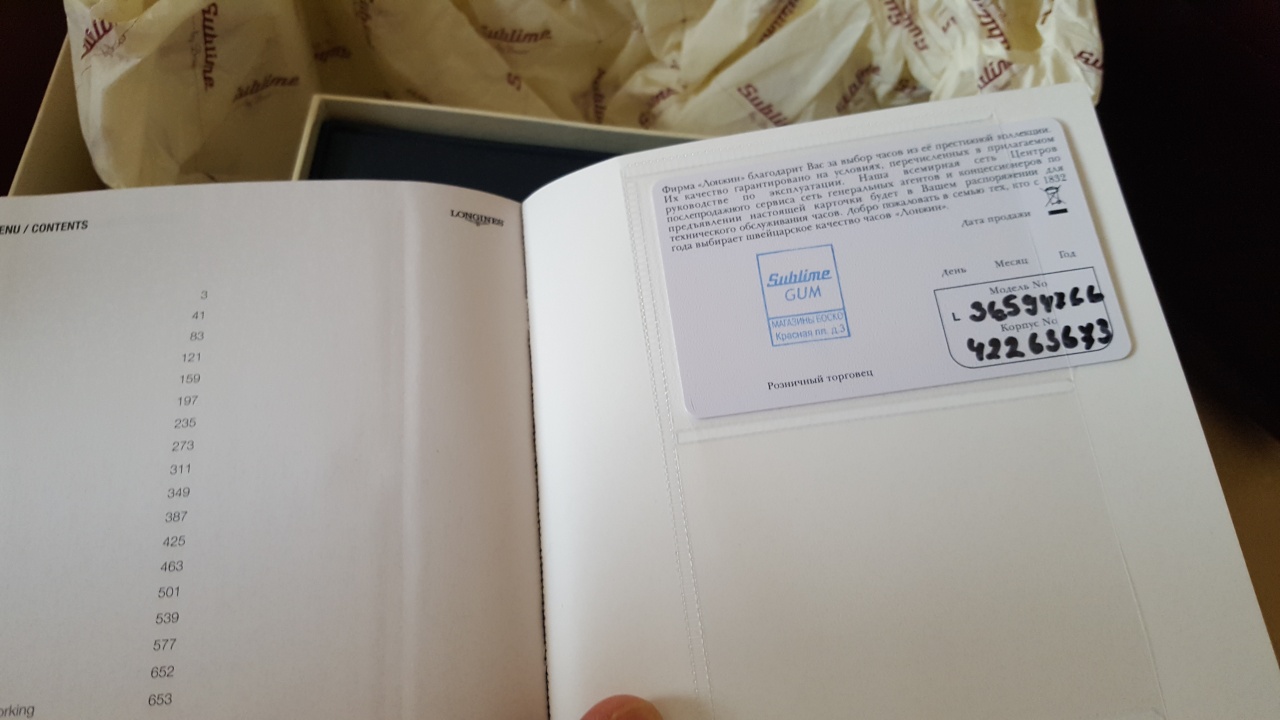 Sublime
Sublime
Sublime
Sublime
ENU / CONTENTS
LONGINES
3
41
83
121
159
197
235
273
311
349
387
425
463
501
539
577
652
653
orking
Фирма «Лонжин» благодарит Вас за выбор часов из её престижной коллекции.
Их качество гарантировано на условиях, перечисленных в прилагаемом
руководстве по эксплуатации. Наша всемирная сеть Центров
послепродажного сервиса сеть генеральных агентов и концессионеров по
предъявлении настоящей карточки будет в Вашем распоряжении для
технического обслуживания часов. Добро пожаловать в семью тех, кто с 1832
года выбирает швейцарское качество часов «Лонжин».
Дата продажи
День Месяц Год
Sublime
GUM
МАГАЗИНЫ БОСКО
Красная пл. д.3
Модель No
L 36594766
Корпус No
42263673
Розничный торговец